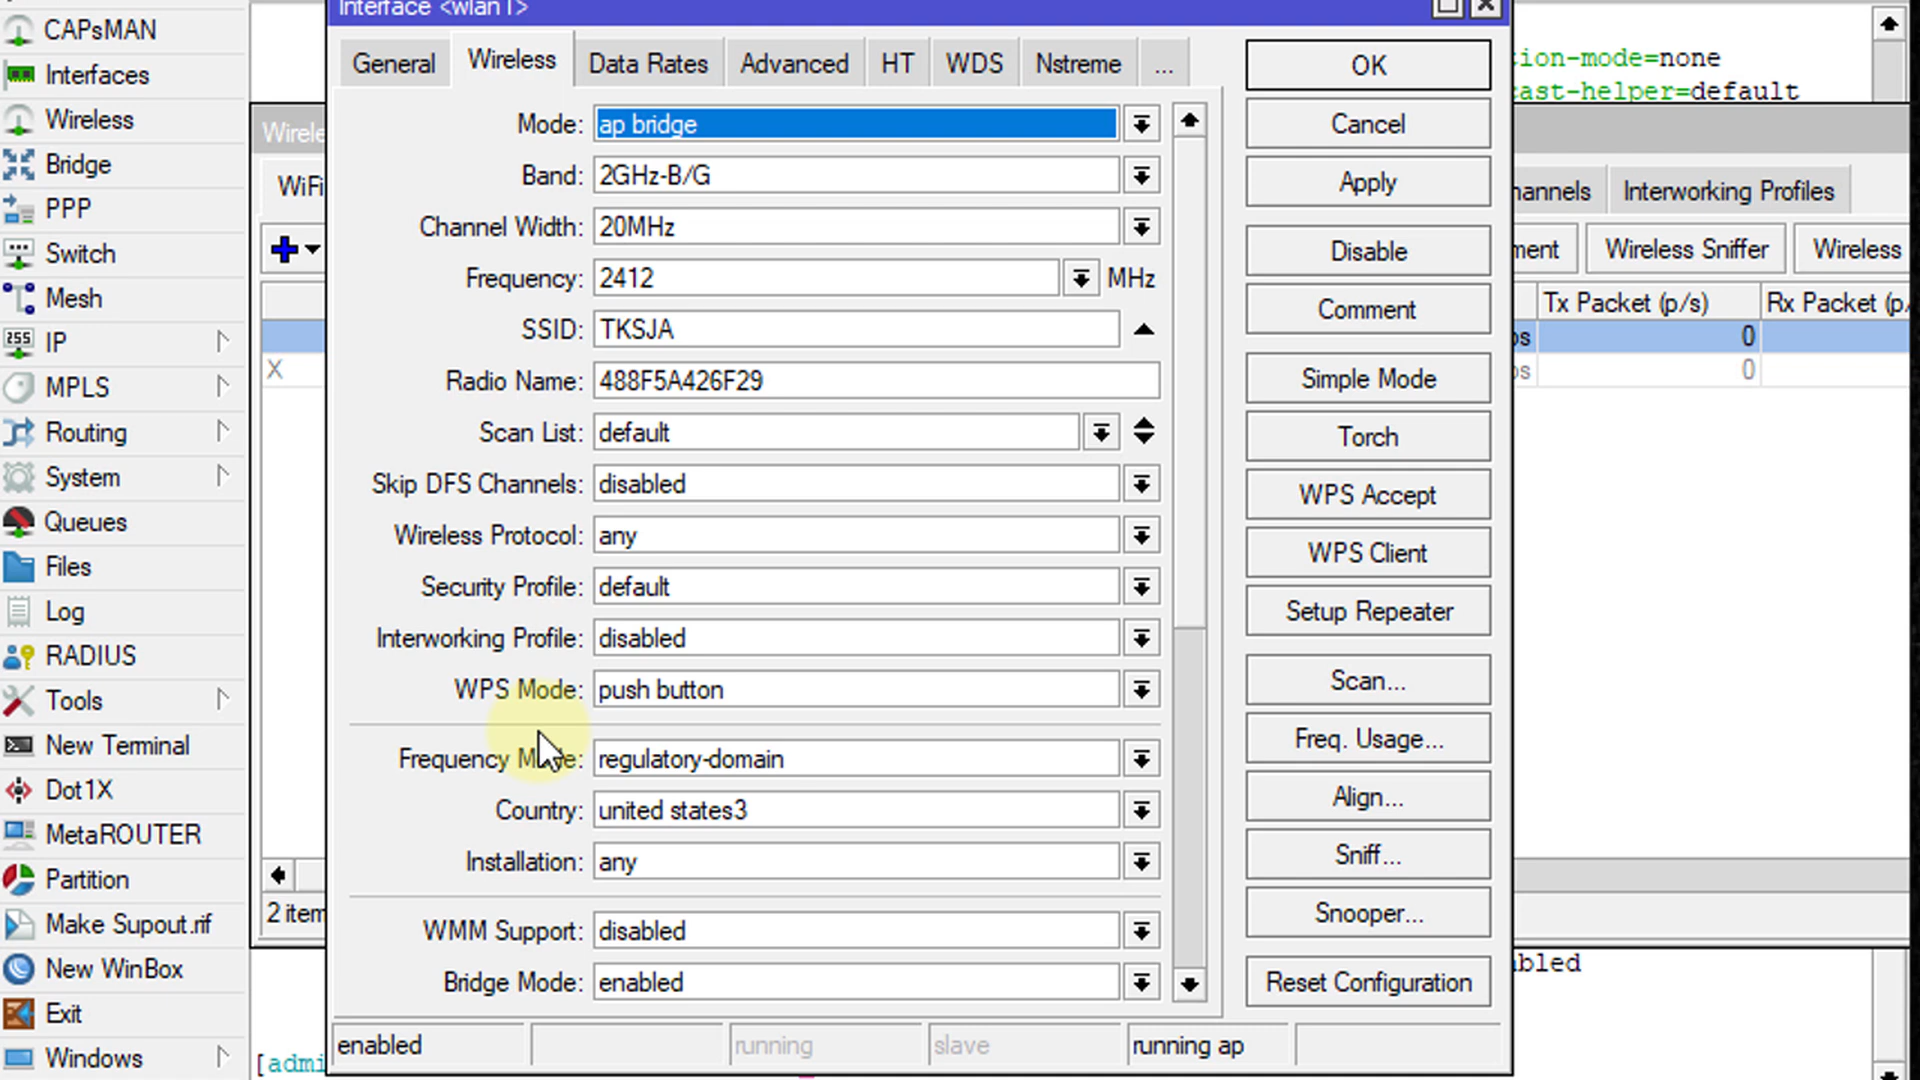 Interface <wlan1>
CAPsMAN
Interfaces
Wireless
Bridge
PPP
Switch
Mesh
IP
MPLS
Routing
System
Queues
Files
Log
RADIUS
Tools
New Terminal
Dot1X
MetaROUTER
Partition
Make Supout.rif
New WinBox
Exit
Windows
255
Wirele
WiFi
X
2 item
[admi
General Wireless Data Rates Advanced HT WDS Nstreme ...
Mode: ap bridge
Band: 2GHz-B/G
Channel Width: 20MHz
Frequency: 2412 MHz
SSID: TKSJA
Radio Name: 488F5A426F29
Scan List: default
Skip DFS Channels: disabled
Wireless Protocol: any
Security Profile: default
Interworking Profile: disabled
WPS Mode: push button
Frequency M e: regulatory-domain
Country: united states3
Installation: any
WMM Support: disabled
Bridge Mode: enabled
enabled running slave running ap
OK
Cancel
Apply
Disable
Comment
Simple Mode
Torch
WPS Accept
WPS Client
Setup Repeater
Scan...
Freq. Usage...
Align...
Sniff...
Snooper...
Reset Configuration
ion-mode=none
ast-helper=default
hannels Interworking Profiles
ment Wireless Sniffer Wireless
Tx Packet (p/s) Rx Packet (p/
ps 0
ps 0
abled